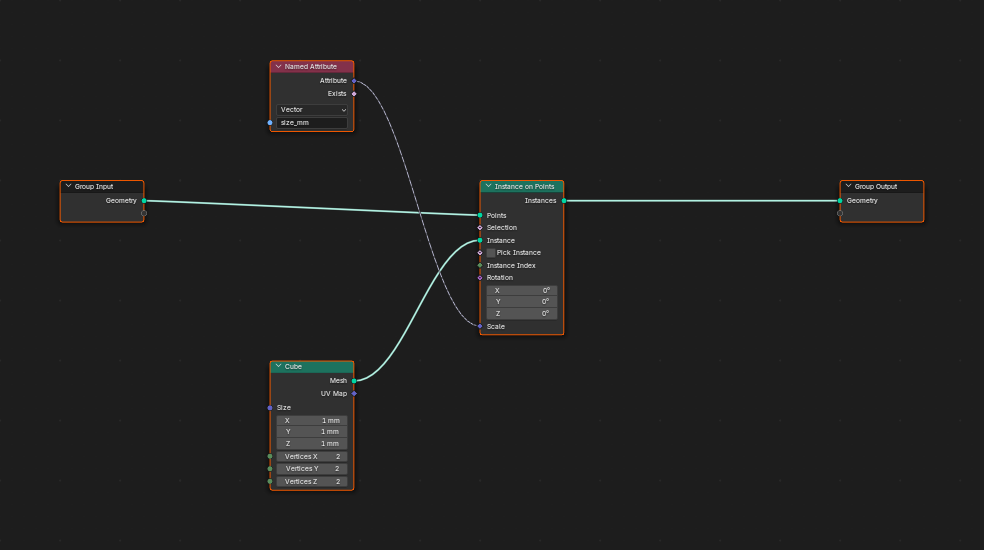 Named Attribute
Attribute
Exists
Vector
size_mm
Group Input
Geometry
Instance on Points
Instances
Points
Selection
Instance
Pick Instance
Instance Index
Rotation
X 0°
Y 0°
Z 0°
Scale
Group Output
Geometry
Cube
Mesh
UV Map
Size
X 1 mm
Y 1 mm
Z 1 mm
Vertices X 2
Vertices Y 2
Vertices Z 2